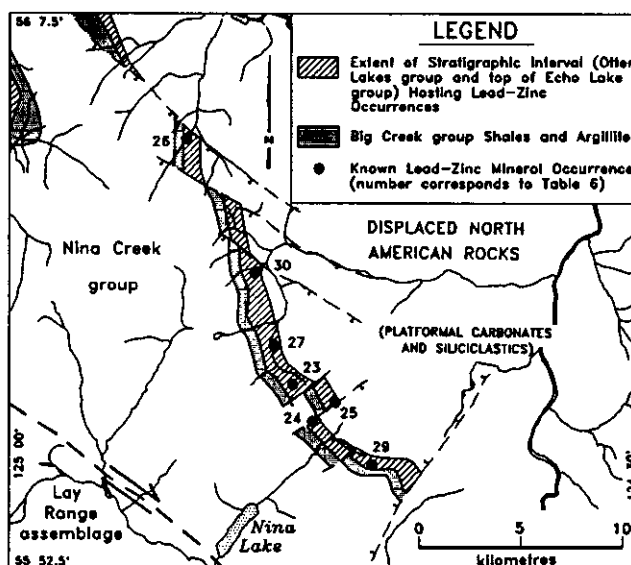 56 7.5'
LEGEND
Extent of Stratigraphic Interval (Otter
Lakes group and top of Echo Lake
group) Hosting Lead-Zinc
Occurrences
Big Creek group Shales and Argillite
Known Lead-Zinc Mineral Occurrence
(number corresponds to Table 6)
N
26
DISPLACED NORTH
AMERICAN ROCKS
Nina Creek
group
30
(PLATFORMAL CARBONATES
AND SILICICLASTICS)
27
23
24
25
29
125 00'
Lay
Range
assemblage
Nina
Lake
0 5 10
kilometres
55 52.5'